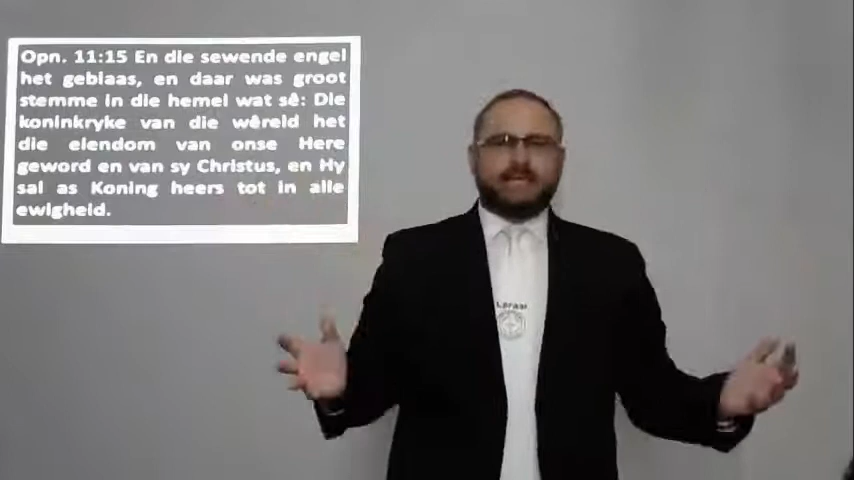 Opn. 11:15 En die sewende engel
het geblaas, en daar was groot
stemme in die hemel wat sê: Die
koninkryke van die wêreld het
die eiendom van onse Here
geword en van sy Christus, en Hy
sal as Koning heers tot in alle
ewigheid.